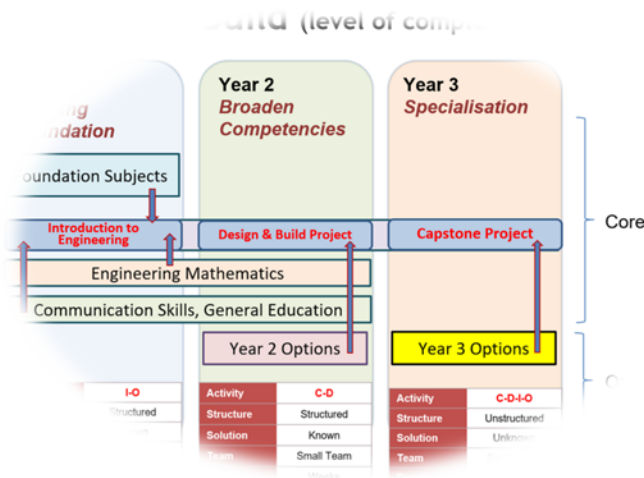 (level of
Year 2
Broaden
Competencies
Year 3
Specialisation
Foundation Subjects
Introduction to
Engineering
Design & Build Project
Capstone Project
Core
Engineering Mathematics
Communication Skills, General Education
Year 2 Options
Year 3 Options
I-O
Structured
Activity C-D
Structure Structured
Solution Known
Team Small Team
Activity C-D-I-O
Structure Unstructured
Solution Unknown
Team